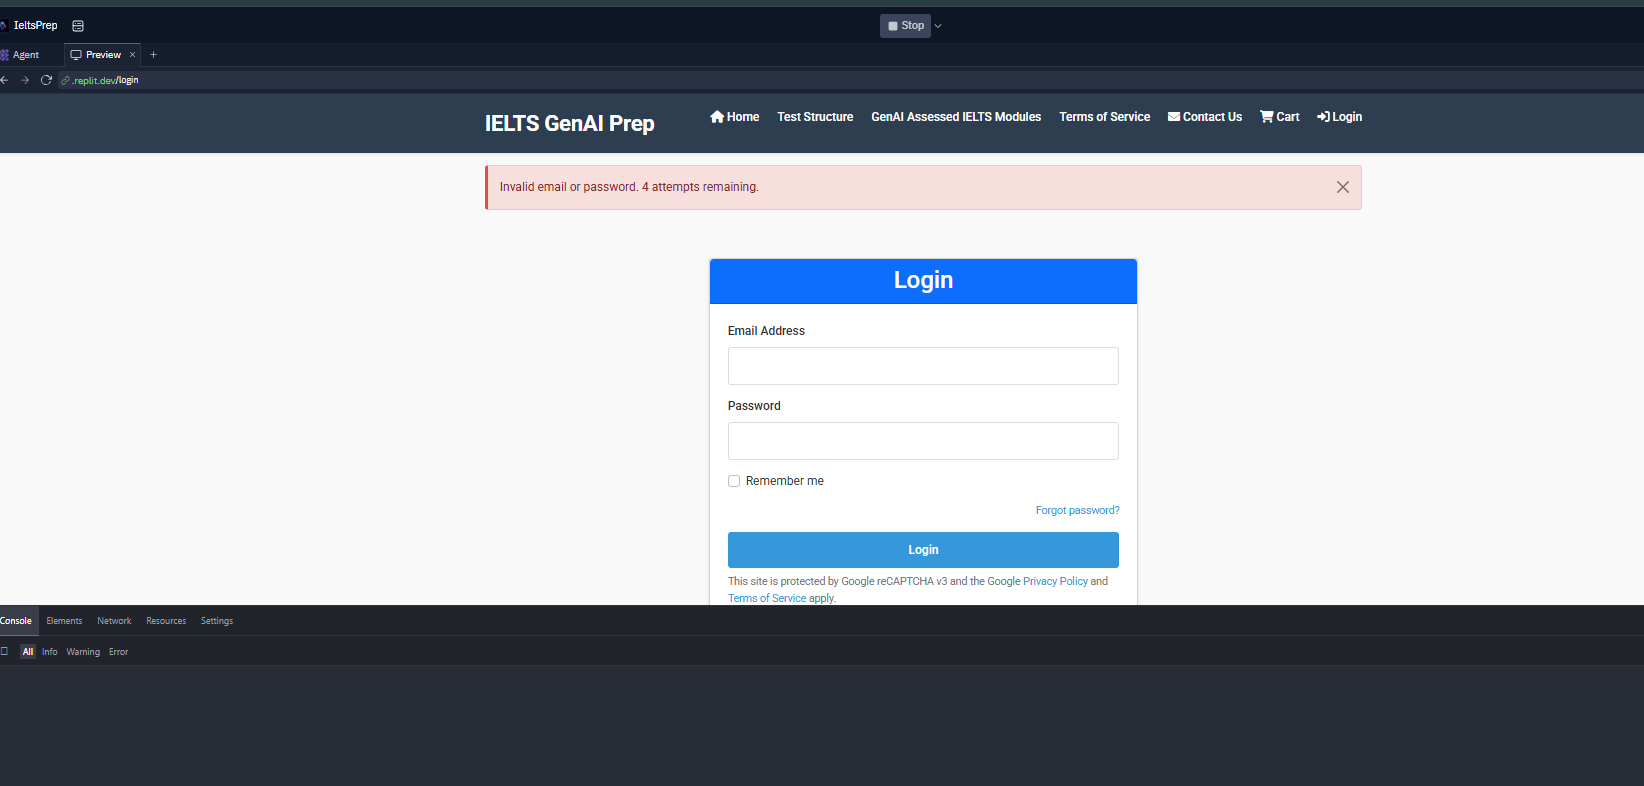 IeltsPrep
Stop
Agent
Preview
.replit.dev/login
IELTS GenAI Prep
Home Test Structure GenAI Assessed IELTS Modules Terms of Service Contact Us Cart Login
Invalid email or password. 4 attempts remaining.
Login
Email Address
Password
Remember me
Forgot password?
Login
This site is protected by Google reCAPTCHA v3 and the Google Privacy Policy and
Terms of Service apply.
Console Elements Network Resources Settings
All Info Warning Error